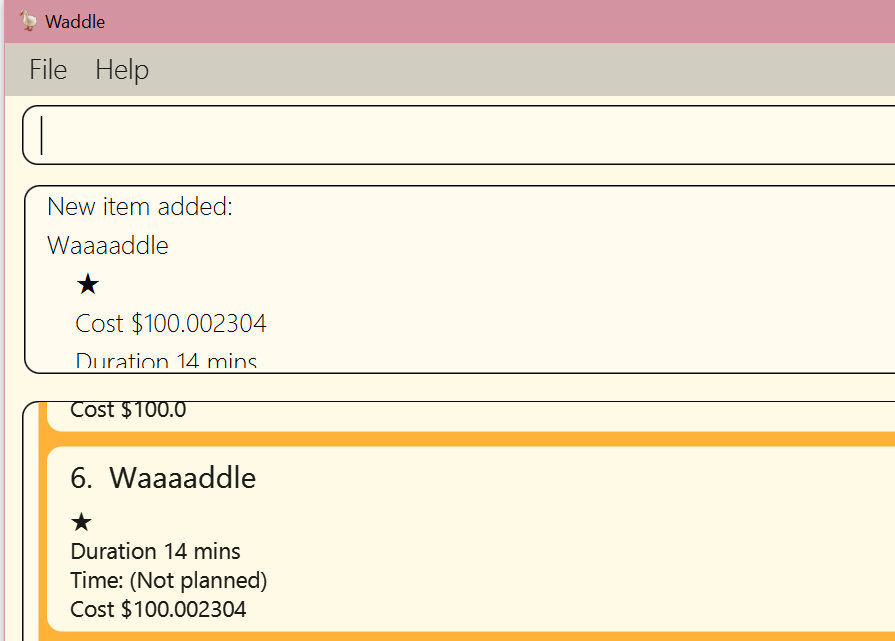 Waddle
File Help
New item added:
Waaaaddle
★
Cost $100.002304
Duration 14 mins
Cost $100.0
6. Waaaaddle
★
Duration 14 mins
Time: (Not planned)
Cost $100.002304